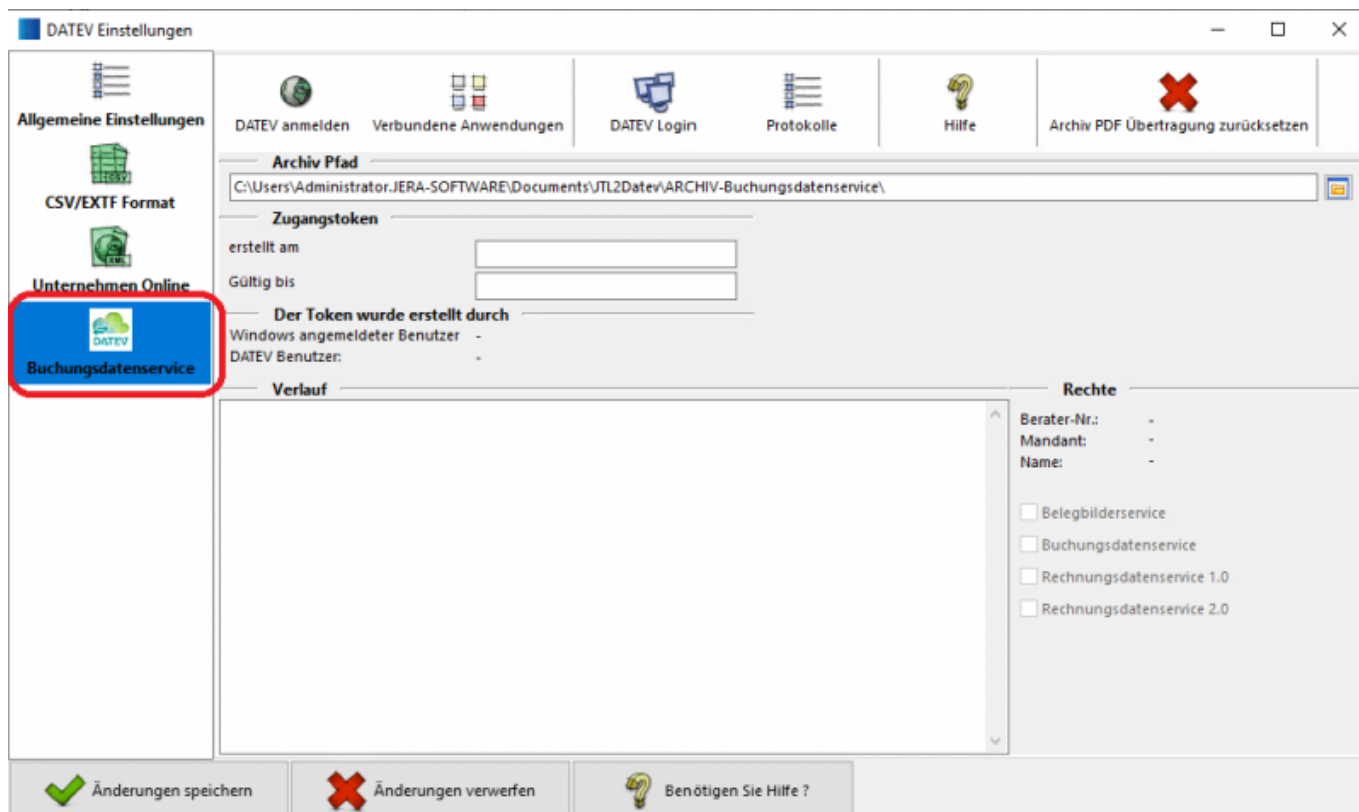 DATEV Einstellungen
Allgemeine Einstellungen
CSV/EXTF Format
Unternehmen Online
DATEV
Buchungsdatenservice
DATEV anmelden
Verbundene Anwendungen
DATEV Login
Protokolle
Hilfe
Archiv PDF Übertragung zurücksetzen
Archiv Pfad
C:\Users\Administrator.JERA-SOFTWARE\Documents\JTL2Datev\ARCHIV-Buchungsdatenservice\
Zugangstoken
erstellt am
Gültig bis
Der Token wurde erstellt durch
Windows angemeldeter Benutzer -
DATEV Benutzer: -
Verlauf
Rechte
Berater-Nr.: -
Mandant: -
Name: -
Belegbilderservice
Buchungsdatenservice
Rechnungsdatenservice 1.0
Rechnungsdatenservice 2.0
Änderungen speichern
Änderungen verwerfen
Benötigen Sie Hilfe ?